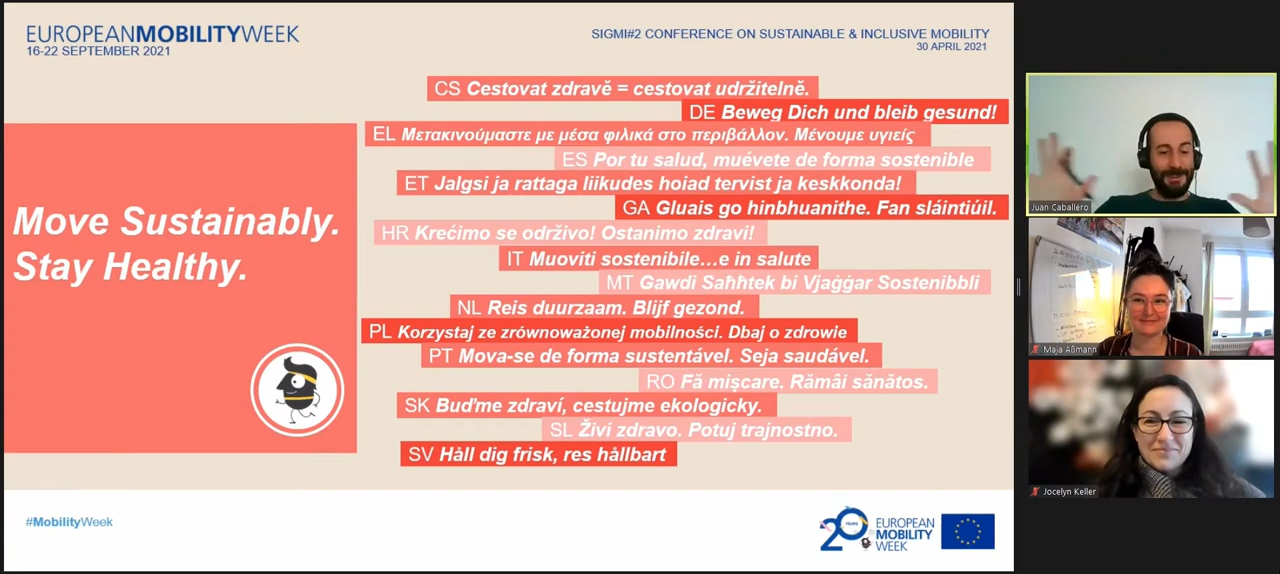 EUROPEANMOBILITYWEEK
16-22 SEPTEMBER 2021
SIGMI#2 CONFERENCE ON SUSTAINABLE & INCLUSIVE MOBILITY
30 APRIL 2021
Move Sustainably.
Stay Healthy.
CS Cestovat zdravě = cestovat udržitelně.
DE Beweg Dich und bleib gesund!
EL Μετακινούμαστε με μέσα φιλικά στο περιβάλλον. Μένουμε υγιείς
ES Por tu salud, muévete de forma sostenible
ET Jalgsi ja rattaga liikudes hoiad tervist ja keskkonda!
GA Gluais go hinbhuanithe. Fan sláintiúil.
HR Krećimo se održivo! Ostanimo zdravi!
IT Muoviti sostenibile...e in salute
MT Gawdi Saħħtek bi Vjaġġar Sostenibbli
NL Reis duurzaam. Blijf gezond.
PL Korzystaj ze zrównoważonej mobilności. Dbaj o zdrowie
PT Mova-se de forma sustentável. Seja saudável.
RO Fă mișcare. Rămâi sănătos.
SK Buďme zdraví, cestujme ekologicky.
SL Živi zdravo. Potuj trajnostno.
SV Håll dig frisk, res hållbart
#MobilityWeek
20 YEARS
EUROPEAN
MOBILITY
WEEK
Juan Caballero
Maja Aßmann
Jocelyn Keller